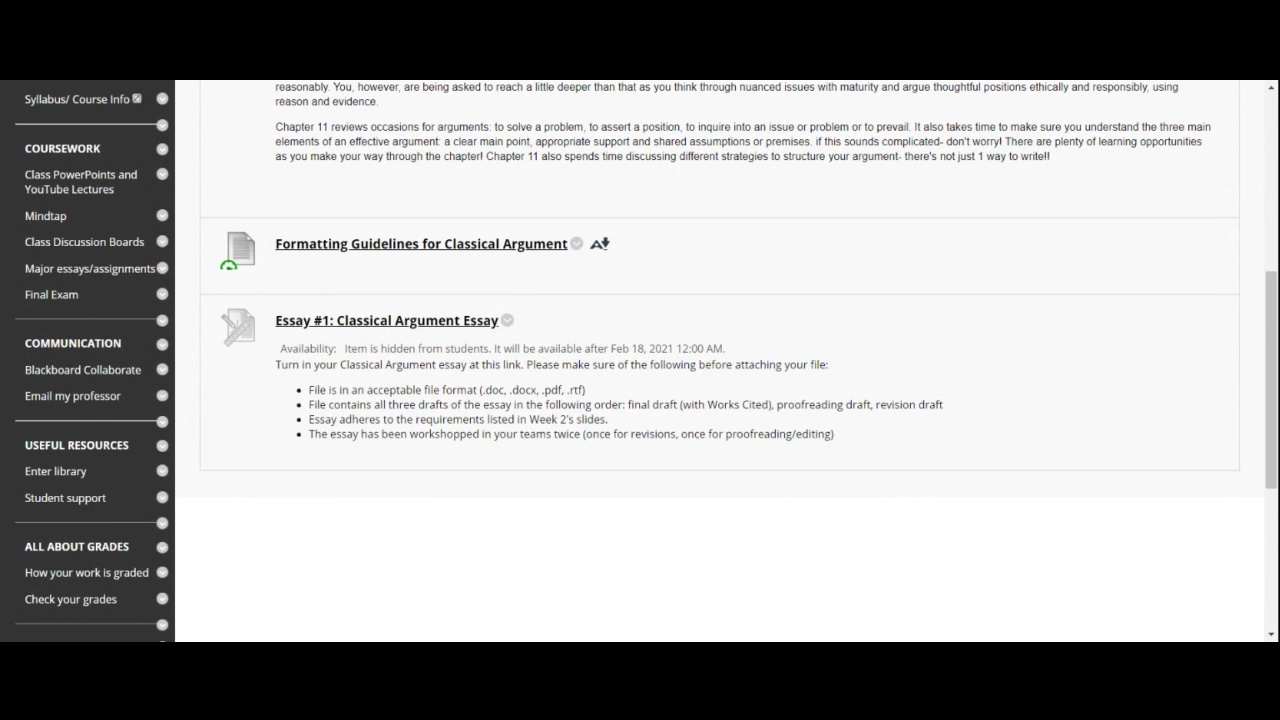 Syllabus/ Course Info
COURSEWORK
Class PowerPoints and
YouTube Lectures
Mindtap
Class Discussion Boards
Major essays/assignments
Final Exam
COMMUNICATION
Blackboard Collaborate
Email my professor
USEFUL RESOURCES
Enter library
Student support
ALL ABOUT GRADES
How your work is graded
Check your grades
reasonably. You, however, are being asked to reach a little deeper than that as you think through nuanced issues with maturity and argue thoughtful positions ethically and responsibly, using
reason and evidence.
Chapter 11 reviews occasions for arguments: to solve a problem, to assert a position, to inquire into an issue or problem or to prevail. It also takes time to make sure you understand the three main
elements of an effective argument: a clear main point, appropriate support and shared assumptions or premises. if this sounds complicated- don't worry! There are plenty of learning opportunities
as you make your way through the chapter! Chapter 11 also spends time discussing different strategies to structure your argument- there's not just 1 way to write!!
Formatting Guidelines for Classical Argument
Essay #1: Classical Argument Essay
Availability: Item is hidden from students. It will be available after Feb 18, 2021 12:00 AM.
Turn in your Classical Argument essay at this link. Please make sure of the following before attaching your file:
• File is in an acceptable file format (.doc, .docx, .pdf, .rtf)
• File contains all three drafts of the essay in the following order: final draft (with Works Cited), proofreading draft, revision draft
• Essay adheres to the requirements listed in Week 2's slides.
• The essay has been workshopped in your teams twice (once for revisions, once for proofreading/editing)